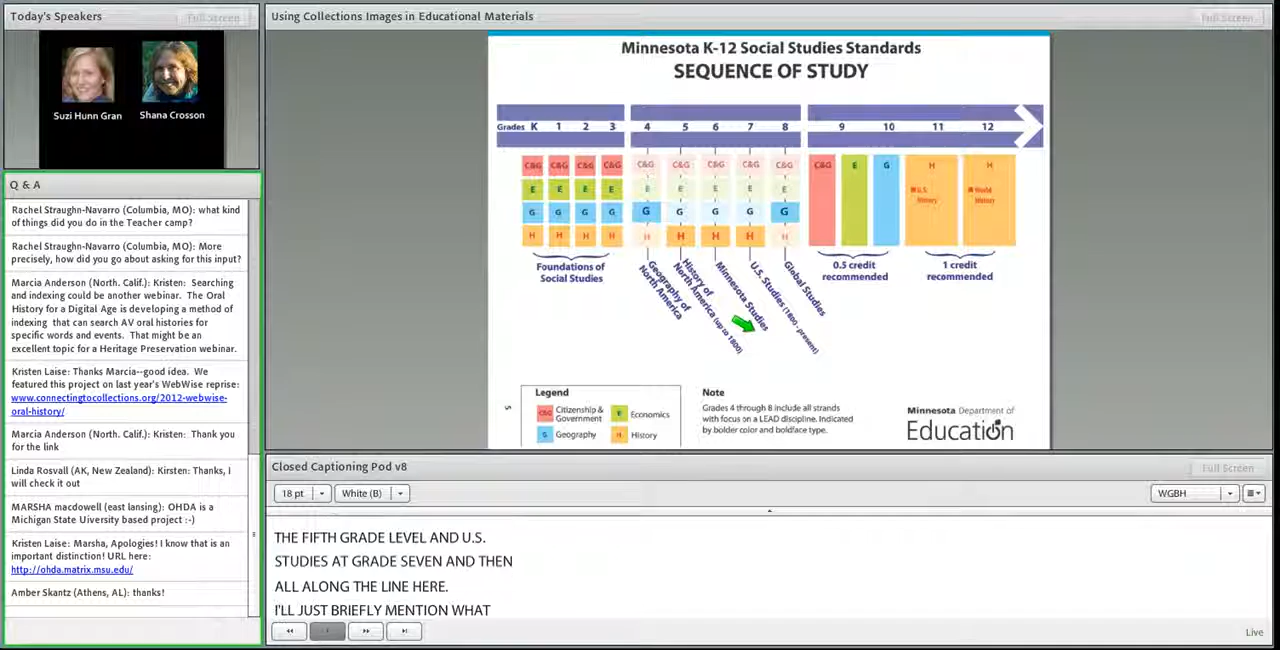 Today's Speakers
Full Screen
Suzi Hunn Gran
Shana Crosson
Q & A
Rachel Straughn-Navarro (Columbia, MO): what kind
of things did you do in the Teacher camp?
Rachel Straughn-Navarro (Columbia, MO): More
precisely, how did you go about asking for this input?
Marcia Anderson (North. Calif.): Kristen:  Searching
and indexing could be another webinar.  The Oral
History for a Digital Age is developing a method of
indexing  that can search AV oral histories for
specific words and events.  That might be an
excellent topic for a Heritage Preservation webinar.
Kristen Laise: Thanks Marcia--good idea.  We
featured this project on last year's WebWise reprise:
www.connectingtocollections.org/2012-webwise-
oral-history/
Marcia Anderson (North. Calif.): Kristen:  Thank you
for the link
Linda Rosvall (AK, New Zealand): Kirsten: Thanks, I
will check it out
MARSHA macdowell (east lansing): OHDA is a
Michigan State Uiversity based project :-)
Kristen Laise: Marsha, Apologies! I know that is an
important distinction! URL here:
http://ohda.matrix.msu.edu/
Amber Skantz (Athens, AL): thanks!
Using Collections Images in Educational Materials
Full Screen
Minnesota K-12 Social Studies Standards
SEQUENCE OF STUDY
Grades K 1 2 3 4 5 6 7 8 9 10 11 12
C&G C&G C&G C&G C&G C&G C&G C&G C&G C&G E G H H
E E E E E E E E E
U.S. History
World History
G G G G G G G G G
H H H H H H H H H
Foundations of
Social Studies
Geography of
North America
History of
North America (up to 1800)
Minnesota Studies
U.S. Studies (1800 - present)
Global Studies
0.5 credit
recommended
1 credit
recommended
Legend
C&G Citizenship &
Government
E Economics
G Geography
H History
5
Note
Grades 4 through 8 include all strands
with focus on a LEAD discipline. Indicated
by bolder color and boldface type.
Minnesota Department of
Education
Closed Captioning Pod v8
Full Screen
18 pt
White (B)
WGBH
THE FIFTH GRADE LEVEL AND U.S.
STUDIES AT GRADE SEVEN AND THEN
ALL ALONG THE LINE HERE.
I'LL JUST BRIEFLY MENTION WHAT
Live